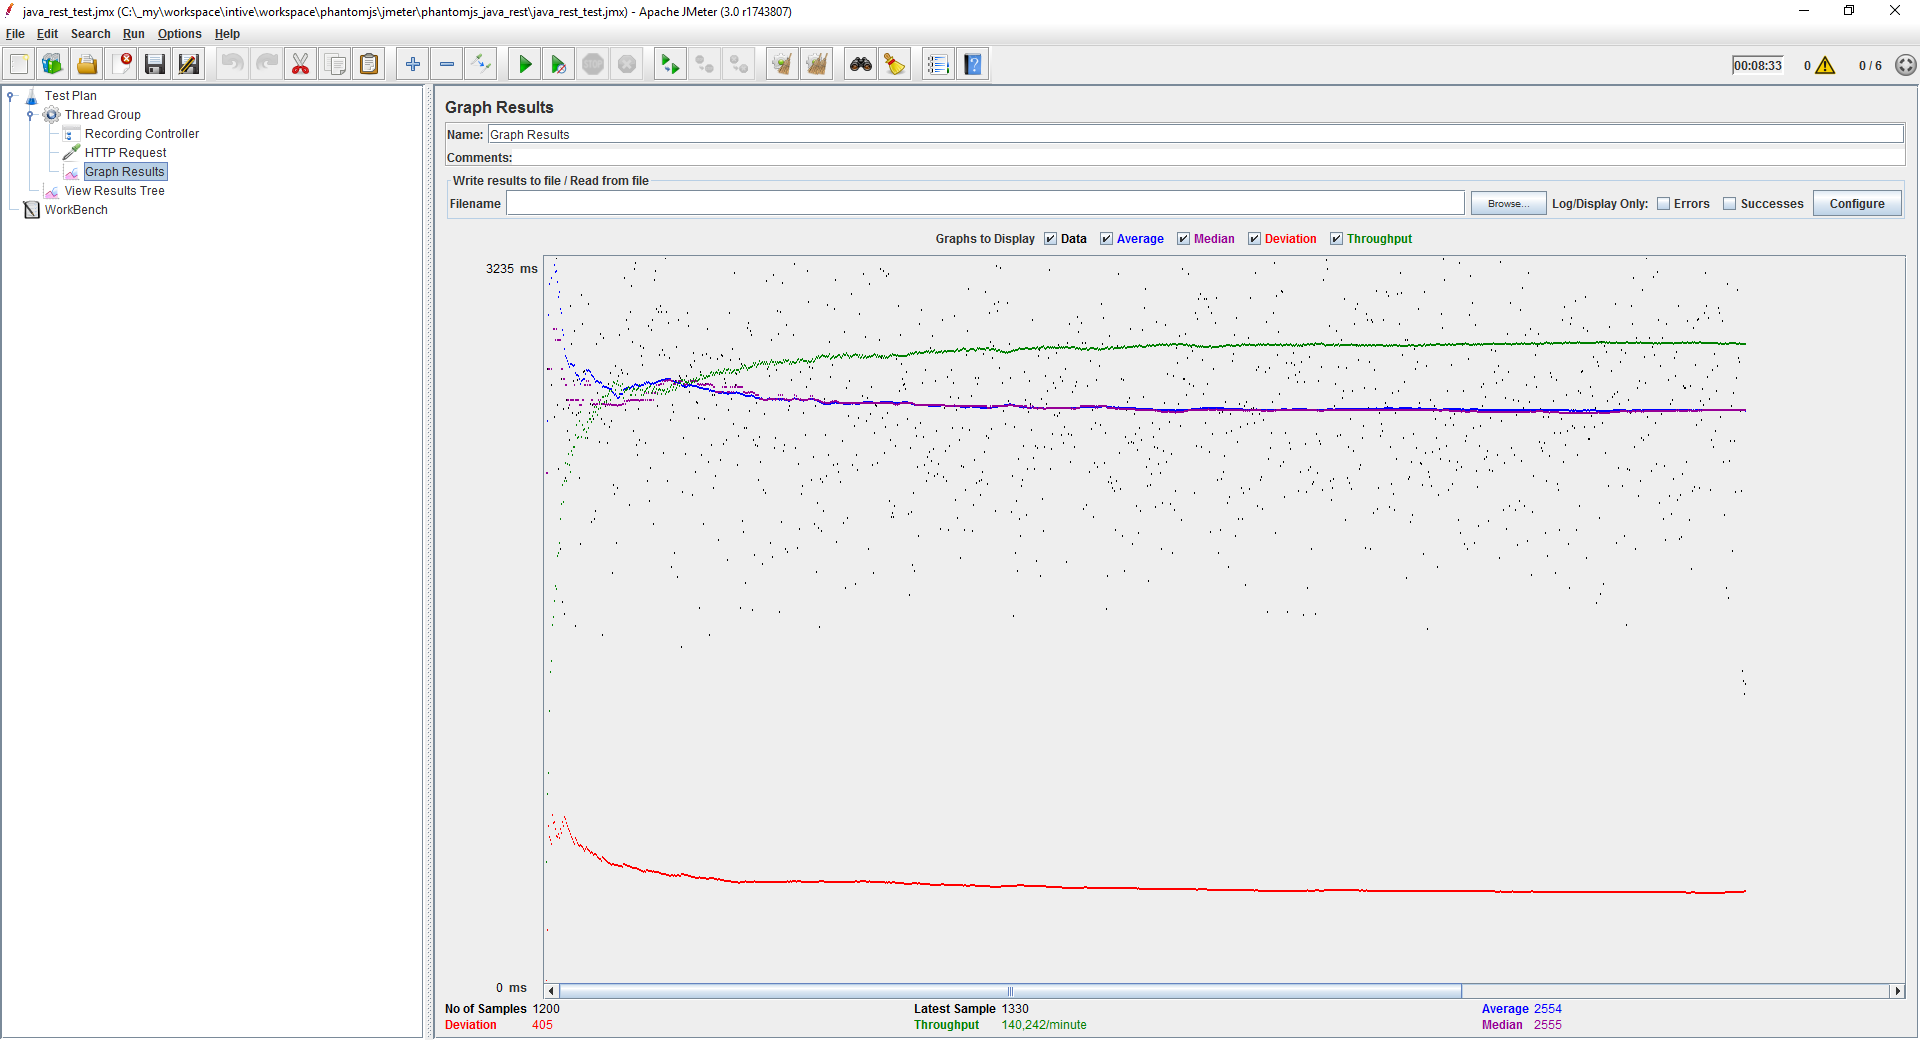 java_rest_test.jmx (C:\_my\workspace\intive\workspace\phantomjs\jmeter\phantomjs_java_rest\java_rest_test.jmx) - Apache JMeter (3.0 r1743807)
File Edit Search Run Options Help
00:08:33 0 0 / 6
Test Plan
Thread Group
Recording Controller
HTTP Request
Graph Results
View Results Tree
WorkBench
Graph Results
Name: Graph Results
Comments:
Write results to file / Read from file
Filename Browse... Log/Display Only: Errors Successes Configure
Graphs to Display Data Average Median Deviation Throughput
3235 ms
0 ms
No of Samples 1200 Latest Sample 1330 Average 2554
Deviation 405 Throughput 140,242/minute Median 2555